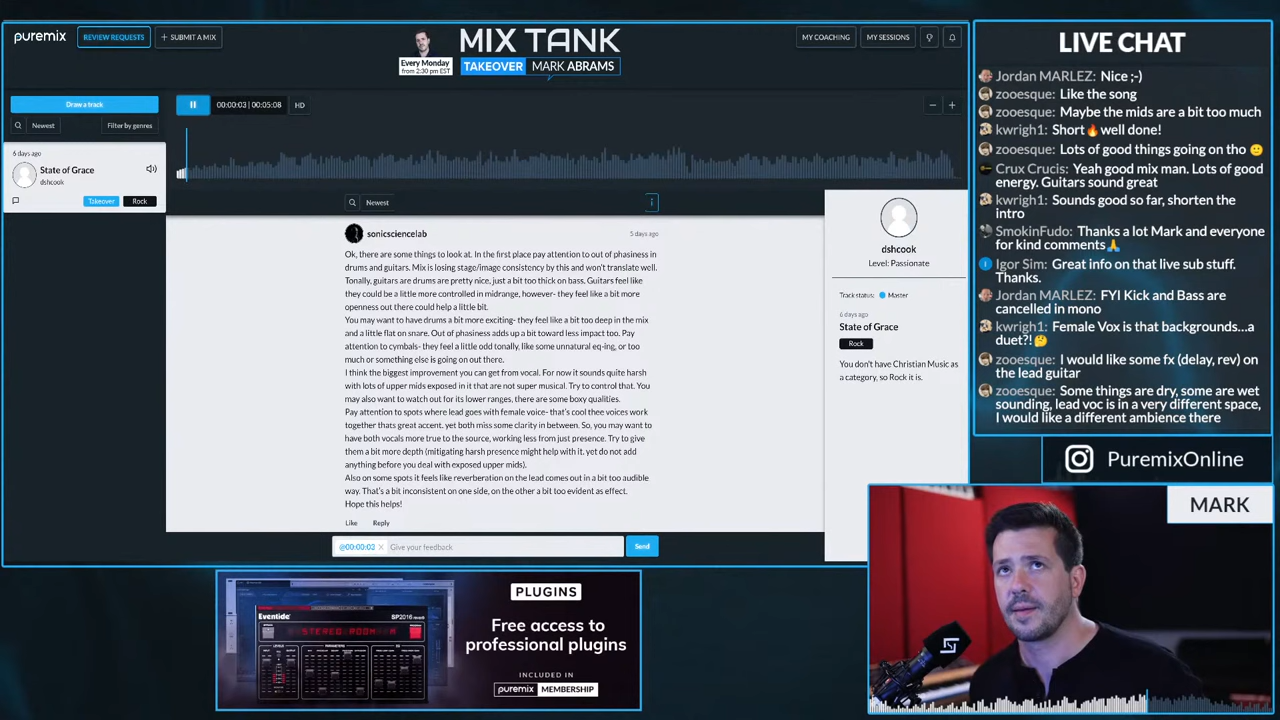 puremix
REVIEW REQUESTS
+ SUBMIT A MIX
Every Monday
from 2:30 pm EST
MIX TANK
TAKEOVER MARK ABRAMS
MY COACHING
MY SESSIONS
Draw a track
Newest
Filter by genres
00:00:03 | 00:05:08
HD
6 days ago
State of Grace
dshcook
Takeover
Rock
Newest
sonicsciencelab
5 days ago
Ok, there are some things to look at. In the first place pay attention to out of phasiness in
drums and guitars. Mix is losing stage/image consistency by this and won't translate well.
Tonally, guitars are drums are pretty nice, just a bit too thick on bass. Guitars feel like
they could be a little more controlled in midrange, however- they feel like a bit more
openness out there could help a little bit.
You may want to have drums a bit more exciting- they feel like a bit too deep in the mix
and a little flat on snare. Out of phasiness adds up a bit toward less impact too. Pay
attention to cymbals- they feel a little odd tonally, like some unnatural eq-ing, or too
much or something else is going on out there.
I think the biggest improvement you can get from vocal. For now it sounds quite harsh
with lots of upper mids exposed in it that are not super musical. Try to control that. You
may also want to watch out for its lower ranges, there are some boxy qualities.
Pay attention to spots where lead goes with female voice- that's cool thee voices work
together thats great accent. yet both miss some clarity in between. So, you may want to
have both vocals more true to the source, working less from just presence. Try to give
them a bit more depth (mitigating harsh presence might help with it. yet do not add
anything before you deal with exposed upper mids).
Also on some spots it feels like reverberation on the lead comes out in a bit too audible
way. That's a bit inconsistent on one side, on the other a bit too evident as effect.
Hope this helps!
Like Reply
@00:00:03 × Give your feedback
Send
dshcook
Level: Passionate
Track status: Master
6 days ago
State of Grace
Rock
You don't have Christian Music as
a category, so Rock it is.
LIVE CHAT
Jordan MARLEZ: Nice ;-)
zooesque: Like the song
zooesque: Maybe the mids are a bit too much
kwrigh1: Short🔥well done!
zooesque: Lots of good things going on tho 🙂
Crux Crucis: Yeah good mix man. Lots of good
energy. Guitars sound great
kwrigh1: Sounds good so far, shorten the
intro
SmokinFudo: Thanks a lot Mark and everyone
for kind comments🙏
Igor Sim: Great info on that live sub stuff.
Thanks.
Jordan MARLEZ: FYI Kick and Bass are
cancelled in mono
kwrigh1: Female Vox is that backgrounds…a
duet?!🤔
zooesque: I would like some fx (delay, rev) on
the lead guitar
zooesque: Some things are dry, some are wet
sounding, lead voc is in a very different space,
I would like a different ambience there
PuremixOnline
MARK
Eventide
SP2016 reverb
STEREO ROOM
PLUGINS
Free access to
professional plugins
INCLUDED IN
puremix MEMBERSHIP